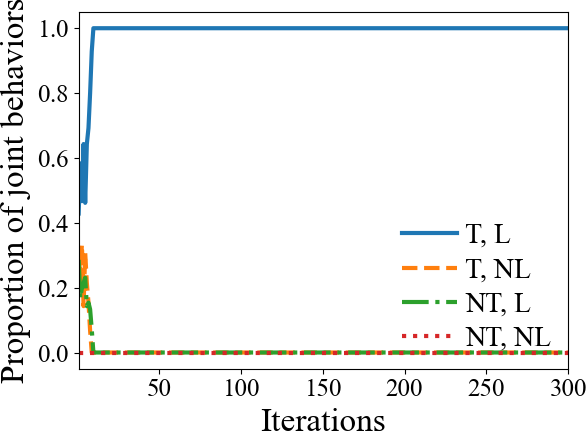 Proportion of joint behaviors
1.0
0.8
0.6
0.4
0.2
0.0
T, L
T, NL
NT, L
NT, NL
50 100 150 200 250 300
Iterations